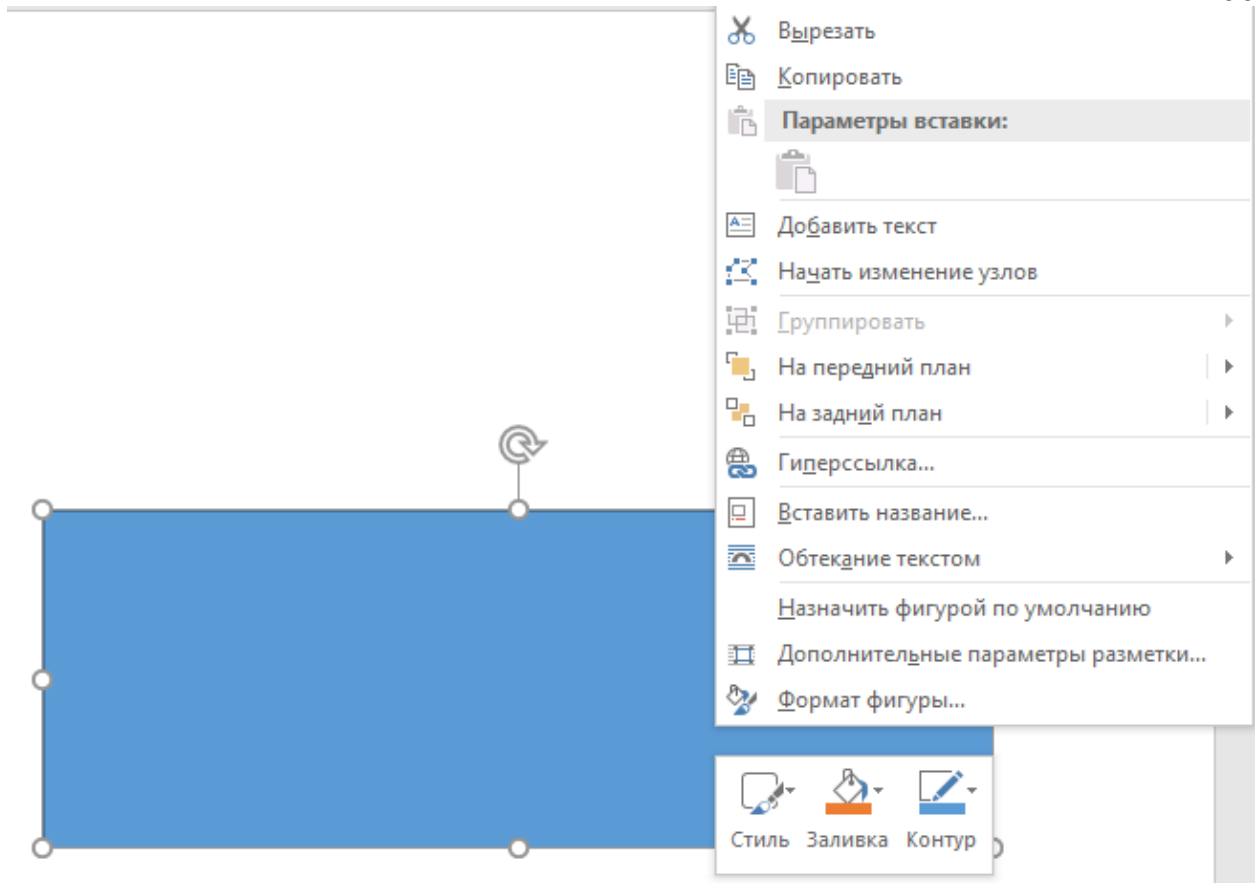 Вырезать
Копировать
Параметры вставки:
Добавить текст
Начать изменение узлов
Группировать
На передний план
На задний план
Гиперссылка...
Вставить название...
Обтекание текстом
Назначить фигурой по умолчанию
Дополнительные параметры разметки...
Формат фигуры...
Стиль Заливка Контур